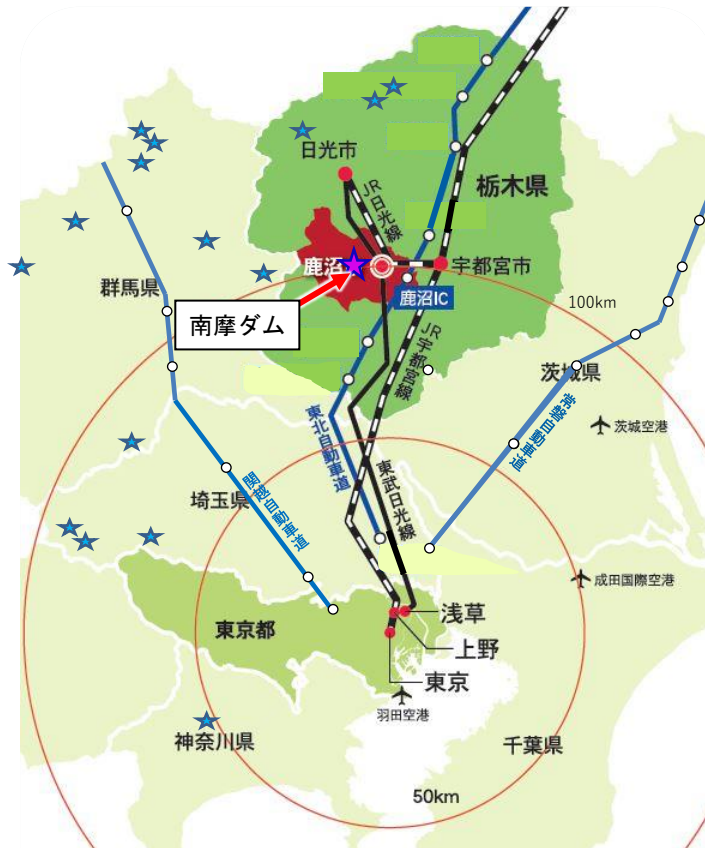 日光市
JR日光線
栃木県
鹿沼
宇都宮市
群馬県
鹿沼IC
100km
南摩ダム
JR宇都宮線
茨城県
東北自動車道
常磐自動車道
茨城空港
東武日光線
埼玉県
関越自動車道
成田国際空港
東京都
浅草
上野
東京
羽田空港
神奈川県
千葉県
50km